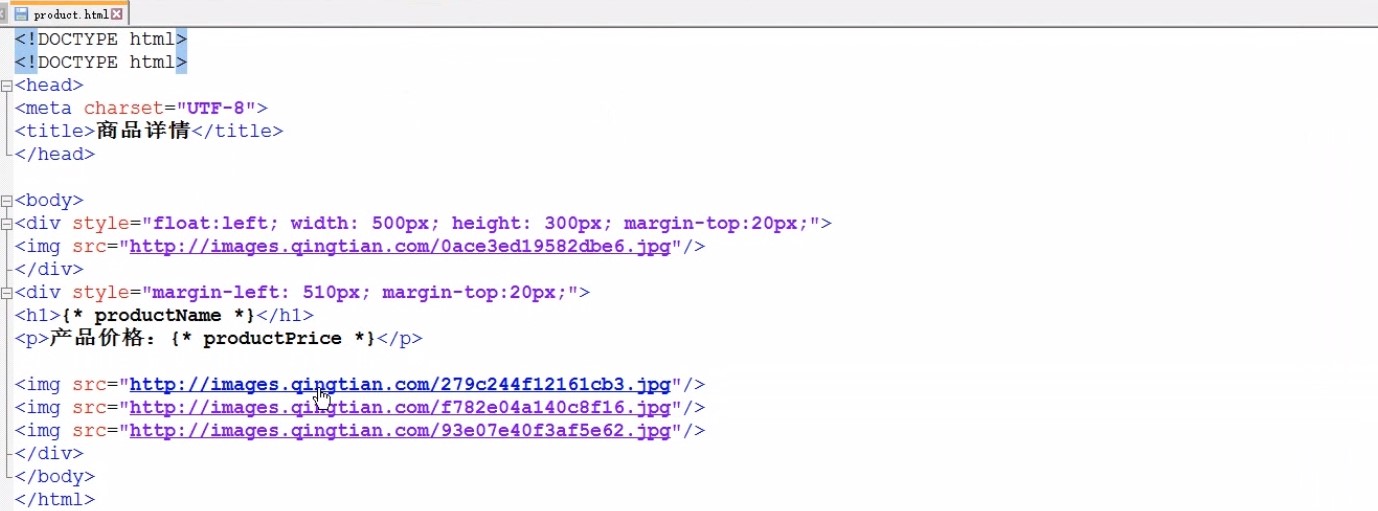 product.html
<!DOCTYPE html>
<!DOCTYPE html>
<head>
<meta charset="UTF-8">
<title>商品详情</title>
</head>
<body>
<div style="float:left; width: 500px; height: 300px; margin-top:20px;">
<img src="http://images.qingtian.com/0ace3ed19582dbe6.jpg"/>
</div>
<div style="margin-left: 510px; margin-top:20px;">
<h1>{* productName *}</h1>
<p>产品价格：{* productPrice *}</p>
<img src="http://images.qingtian.com/279c244f12161cb3.jpg"/>
<img src="http://images.qingtian.com/f782e04a140c8f16.jpg"/>
<img src="http://images.qingtian.com/93e07e40f3af5e62.jpg"/>
</div>
</body>
</html>